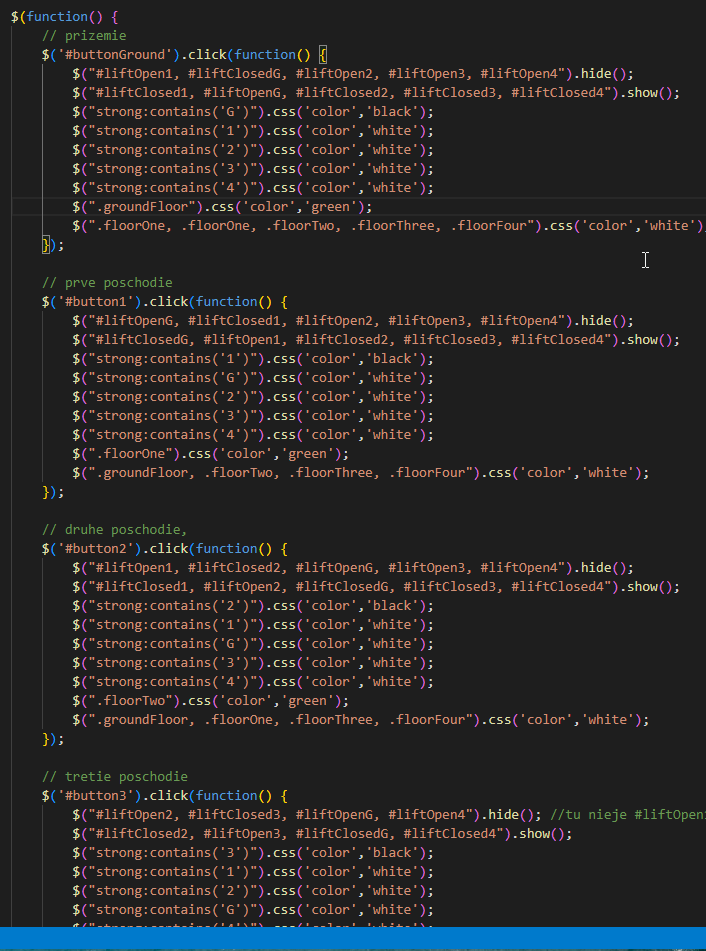 $(function() {
// prizemie
$('#buttonGround').click(function() {
$("#liftOpen1, #liftClosedG, #liftOpen2, #liftOpen3, #liftOpen4").hide();
$("#liftClosed1, #liftOpenG, #liftClosed2, #liftClosed3, #liftClosed4").show();
$("strong:contains('G')").css('color','black');
$("strong:contains('1')").css('color','white');
$("strong:contains('2')").css('color','white');
$("strong:contains('3')").css('color','white');
$("strong:contains('4')").css('color','white');
$(".groundFloor").css('color','green');
$(".floorOne, .floorOne, .floorTwo, .floorThree, .floorFour").css('color','white')
});
// prve poschodie
$('#button1').click(function() {
$("#liftOpenG, #liftClosed1, #liftOpen2, #liftOpen3, #liftOpen4").hide();
$("#liftClosedG, #liftOpen1, #liftClosed2, #liftClosed3, #liftClosed4").show();
$("strong:contains('1')").css('color','black');
$("strong:contains('G')").css('color','white');
$("strong:contains('2')").css('color','white');
$("strong:contains('3')").css('color','white');
$("strong:contains('4')").css('color','white');
$(".floorOne").css('color','green');
$(".groundFloor, .floorTwo, .floorThree, .floorFour").css('color','white');
});
// druhe poschodie,
$('#button2').click(function() {
$("#liftOpen1, #liftClosed2, #liftOpenG, #liftOpen3, #liftOpen4").hide();
$("#liftClosed1, #liftOpen2, #liftClosedG, #liftClosed3, #liftClosed4").show();
$("strong:contains('2')").css('color','black');
$("strong:contains('1')").css('color','white');
$("strong:contains('G')").css('color','white');
$("strong:contains('3')").css('color','white');
$("strong:contains('4')").css('color','white');
$(".floorTwo").css('color','green');
$(".groundFloor, .floorOne, .floorThree, .floorFour").css('color','white');
});
// tretie poschodie
$('#button3').click(function() {
$("#liftOpen2, #liftClosed3, #liftOpenG, #liftOpen4").hide(); //tu nieje #liftOpen
$("#liftClosed2, #liftOpen3, #liftClosedG, #liftClosed4").show();
$("strong:contains('3')").css('color','black');
$("strong:contains('1')").css('color','white');
$("strong:contains('2')").css('color','white');
$("strong:contains('G')").css('color','white');